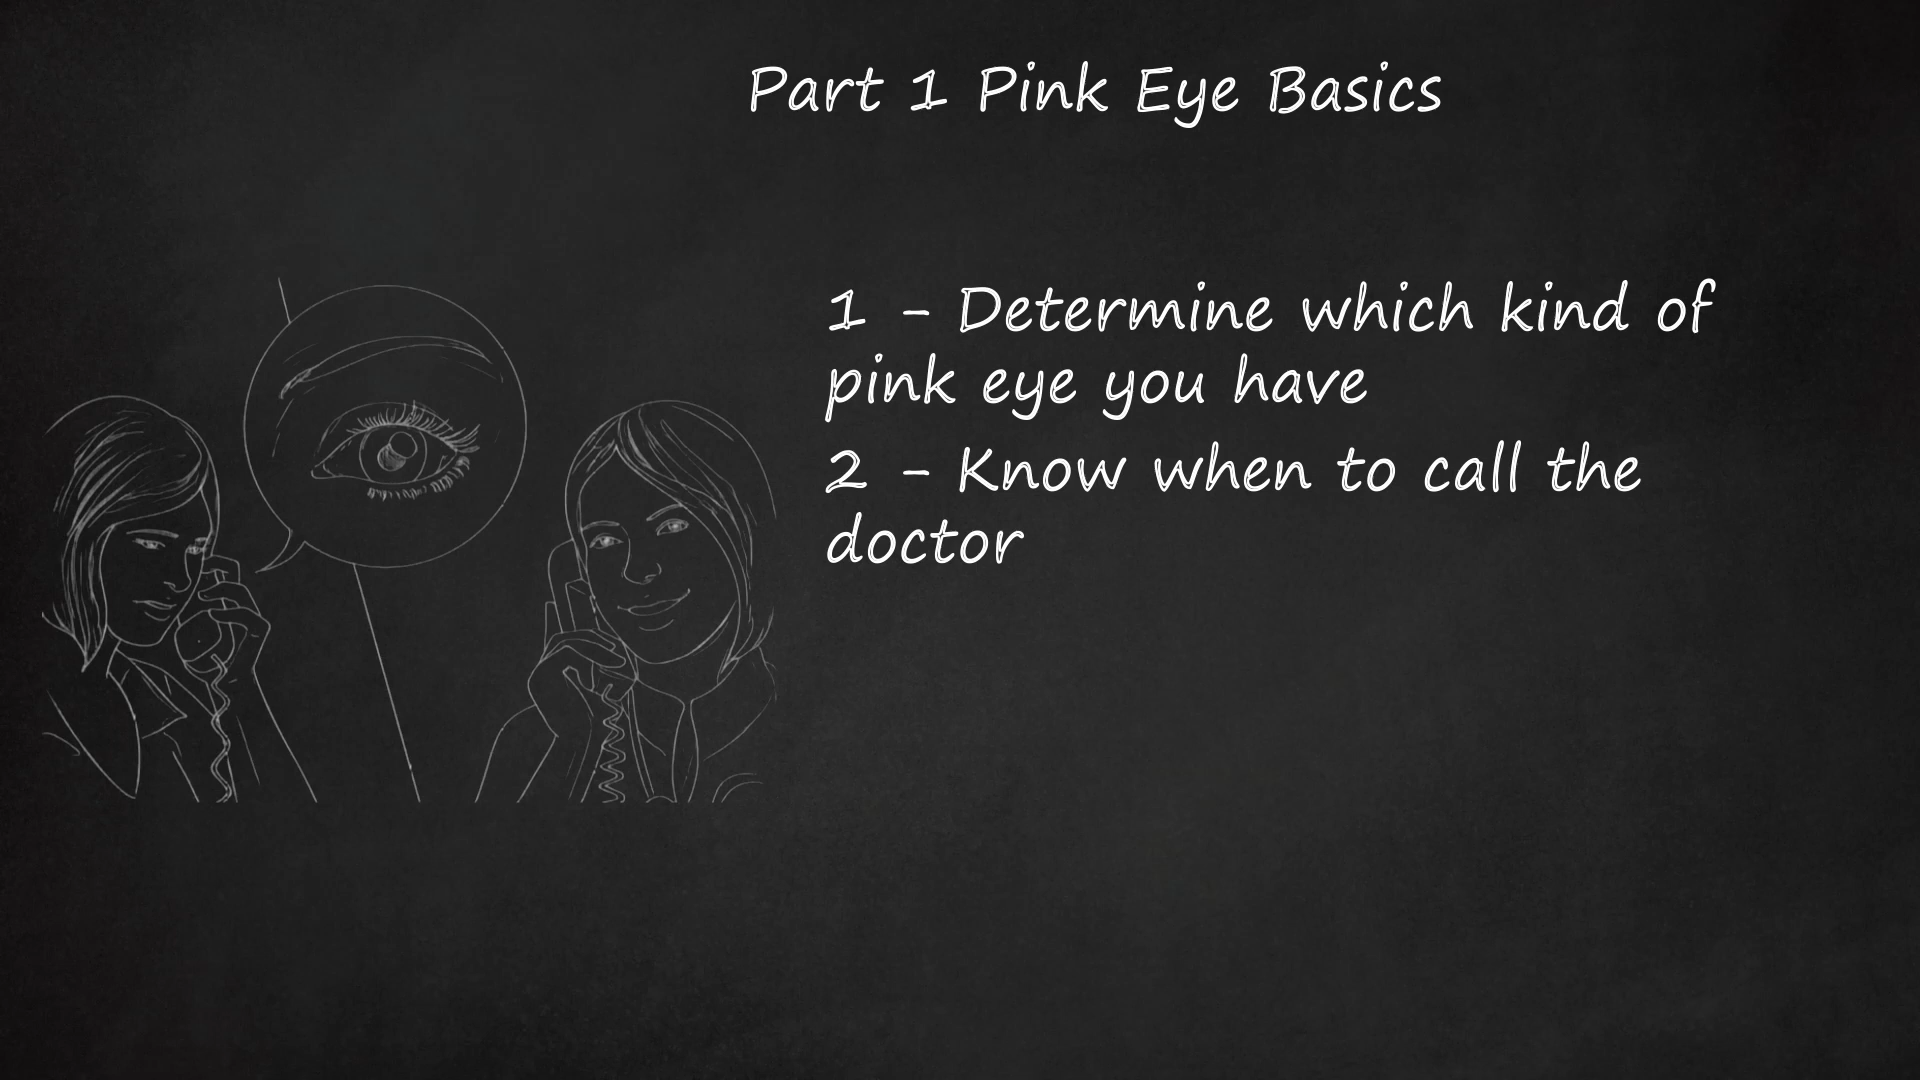 Part 1 Pink Eye Basics
1 - Determine which kind of
pink eye you have
2 - Know when to call the
doctor